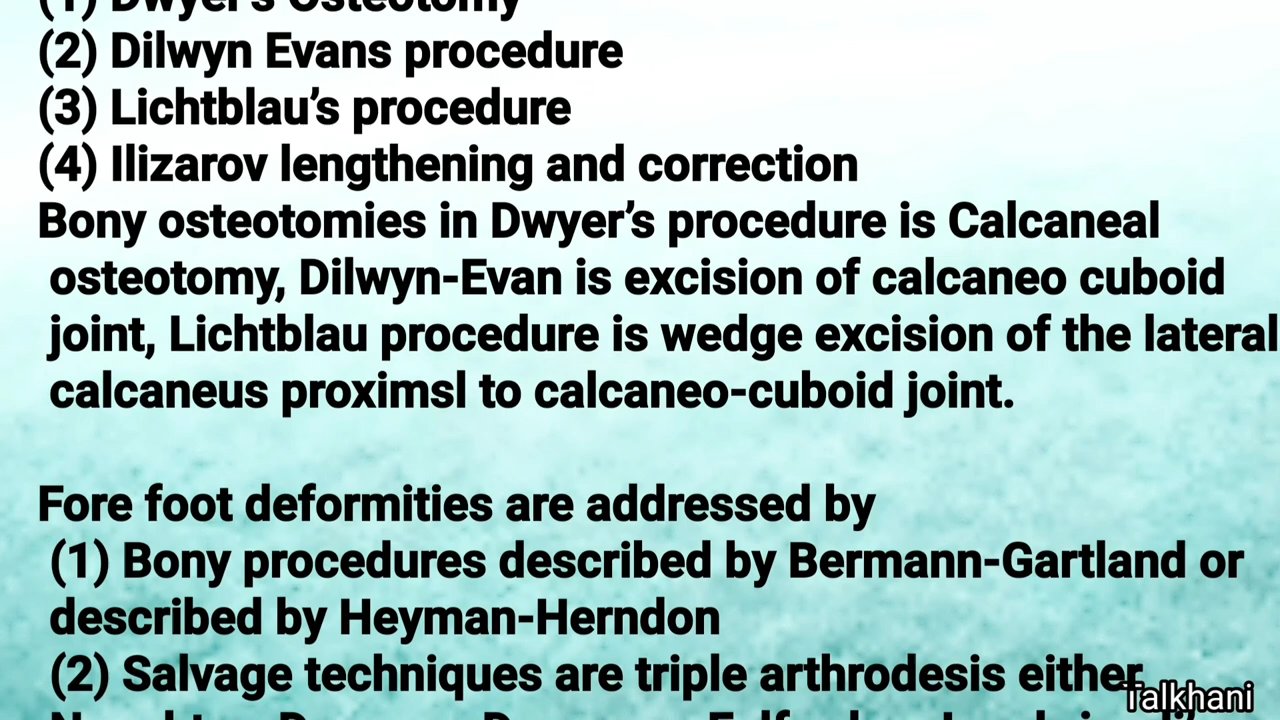 (1) Dwyer's Osteotomy
(2) Dilwyn Evans procedure
(3) Lichtblau’s procedure
(4) Ilizarov lengthening and correction
Bony osteotomies in Dwyer’s procedure is Calcaneal
osteotomy, Dilwyn-Evan is excision of calcaneo cuboid
joint, Lichtblau procedure is wedge excision of the lateral
calcaneus proximsl to calcaneo-cuboid joint.
Fore foot deformities are addressed by
(1) Bony procedures described by Bermann-Gartland or
described by Heyman-Herndon
(2) Salvage techniques are triple arthrodesis either
Talkhani